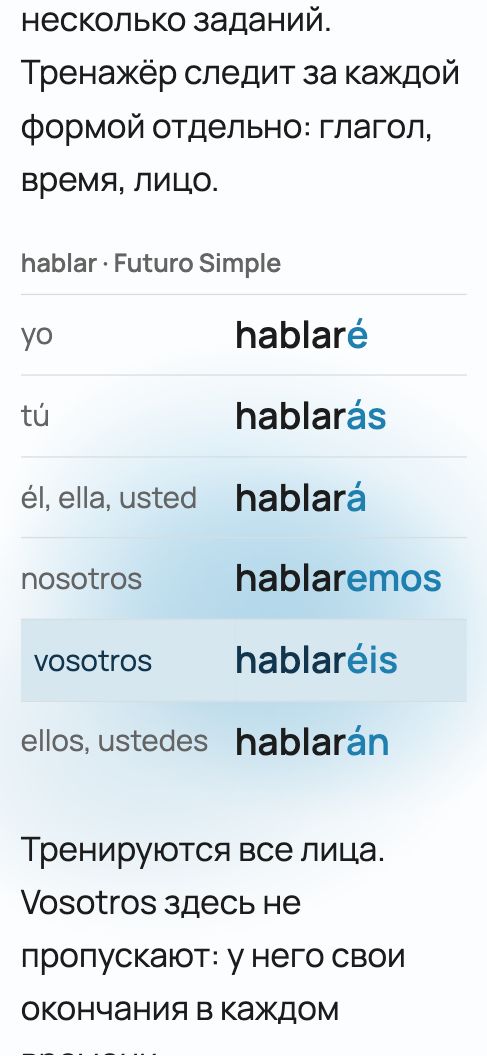 несколько заданий.
Тренажёр следит за каждой
формой отдельно: глагол,
время, лицо.
hablar · Futuro Simple
yo hablaré
tú hablarás
él, ella, usted hablará
nosotros hablaremos
vosotros hablaréis
ellos, ustedes hablarán
Тренируются все лица.
Vosotros здесь не
пропускают: у него свои
окончания в каждом